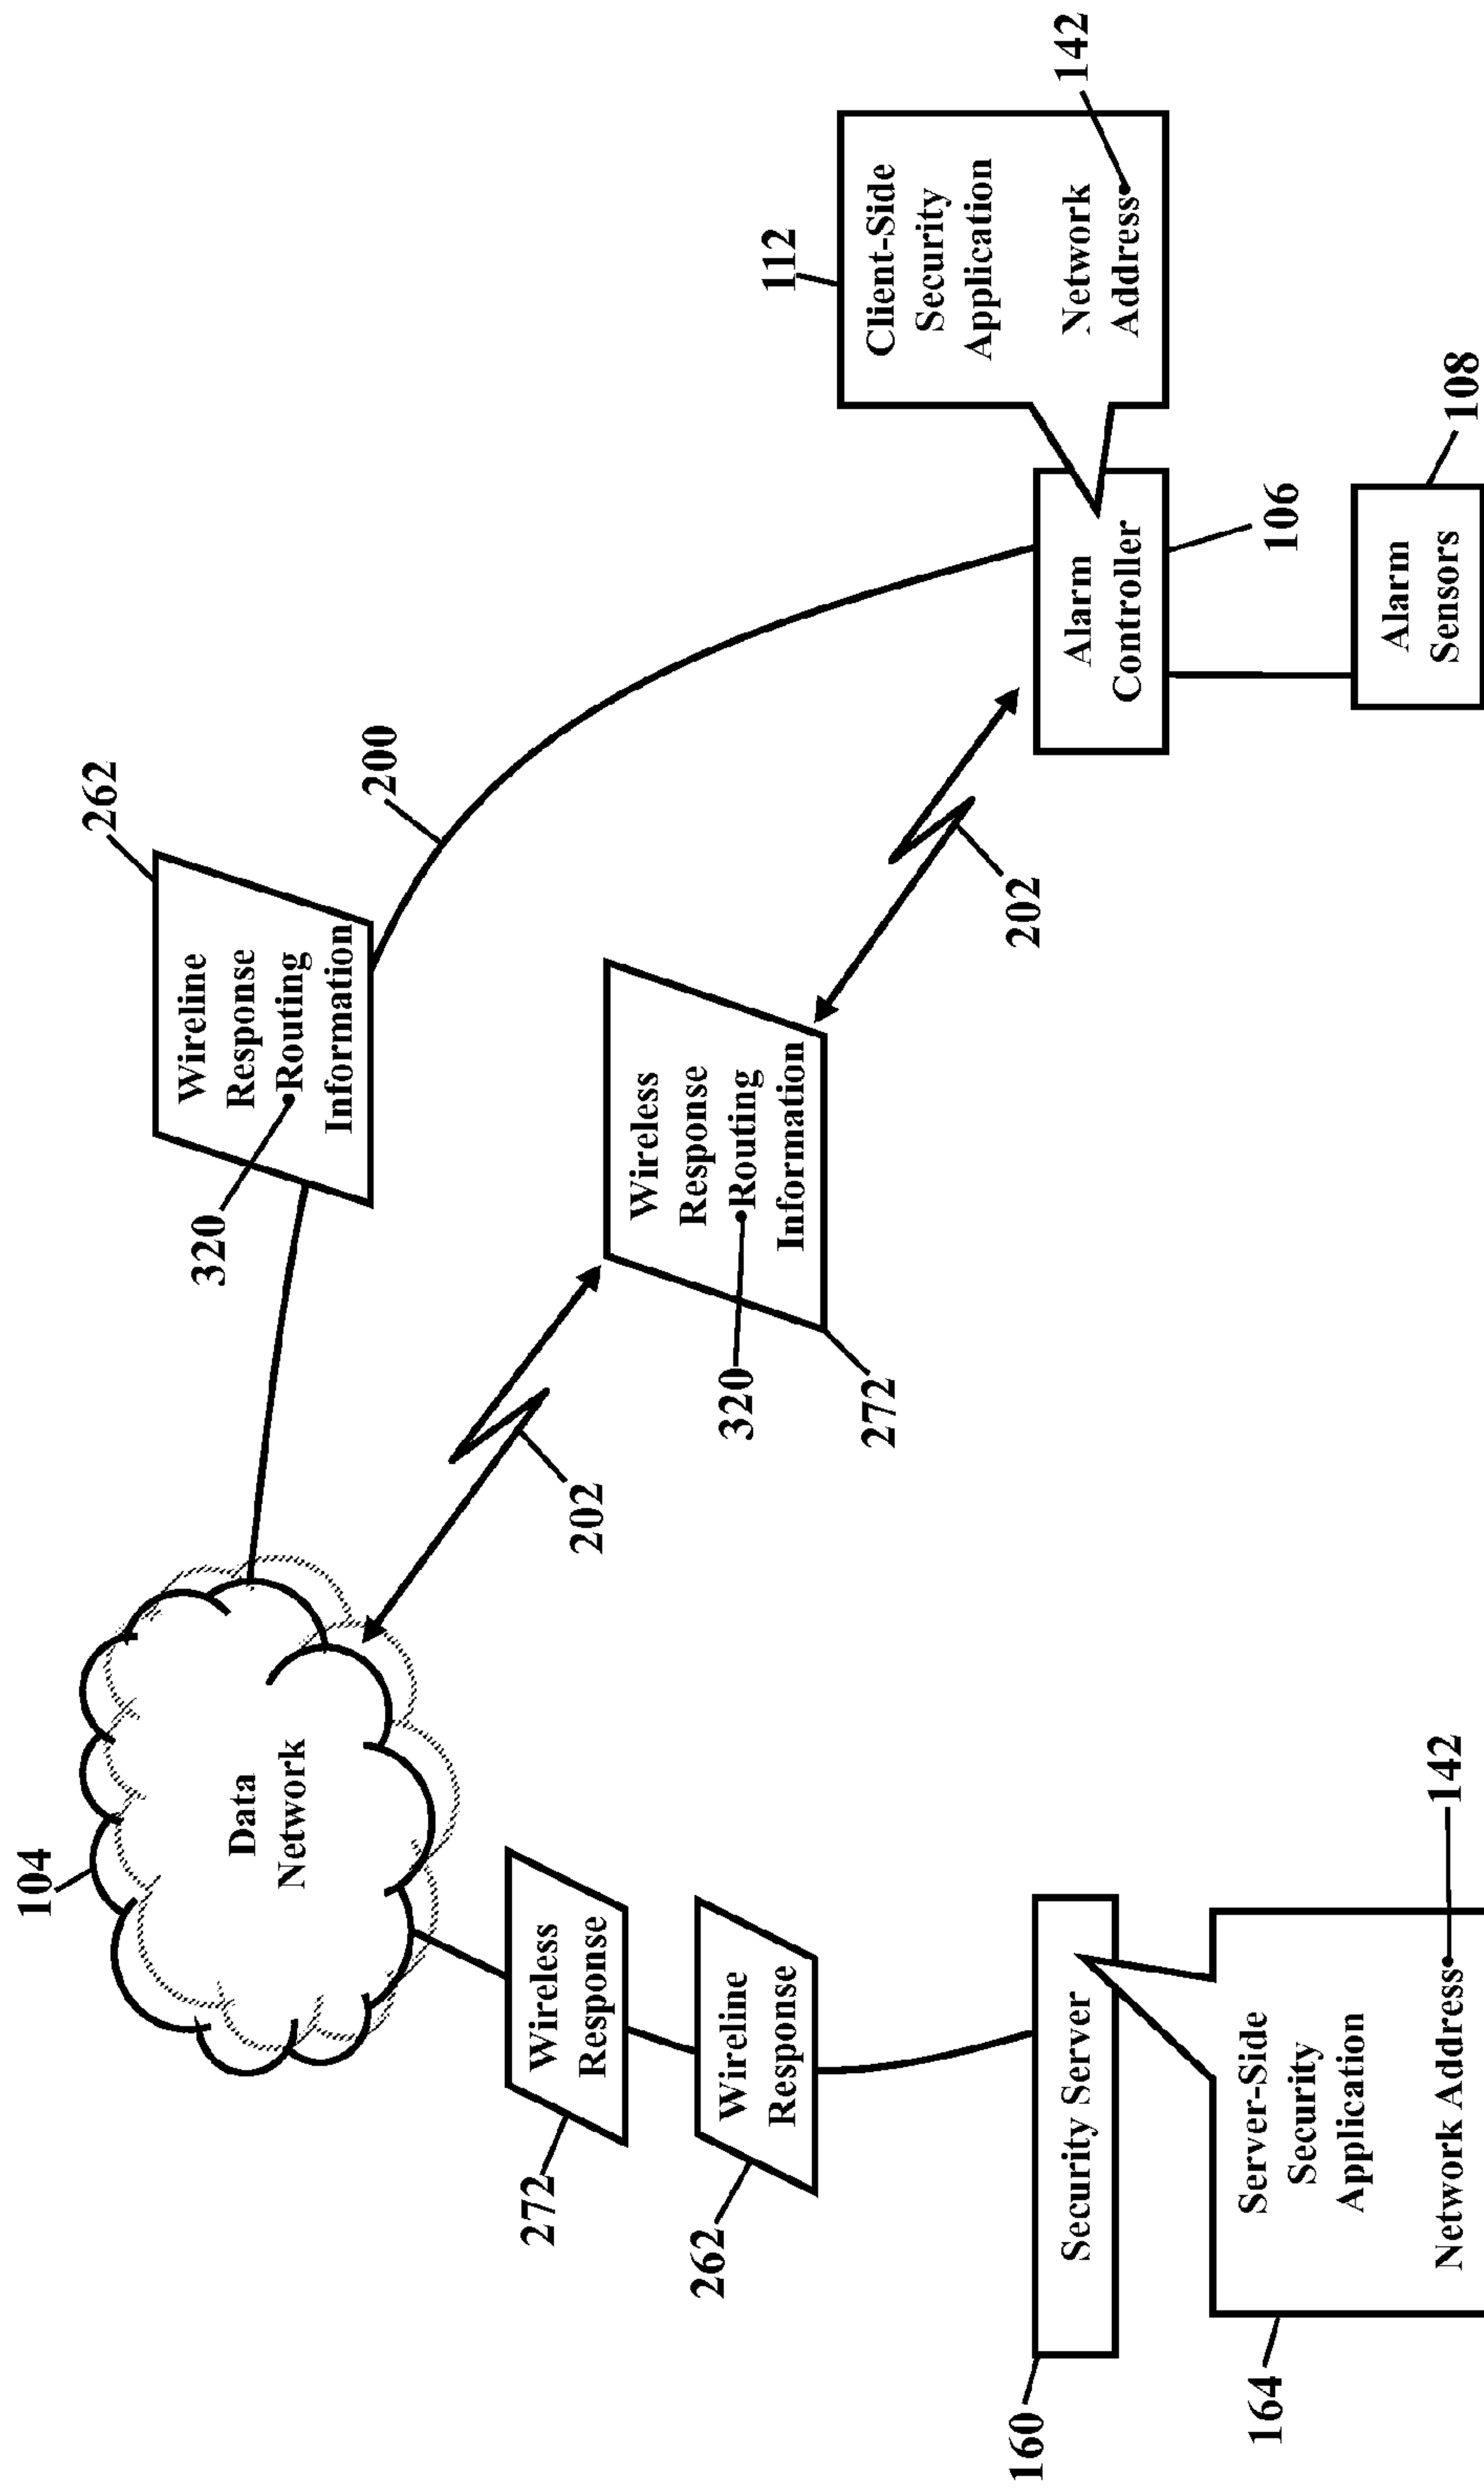 104
Data
Network
262
Wireline
Response
Routing
Information
320
200
Wireless
Response
Routing
Information
320
272
202
202
272
Wireless
Response
262
Wireline
Response
160
Security Server
164
Server-Side
Security
Application
Network Address
142
112
Client-Side
Security
Application
Network
Address
142
Alarm
Controller
106
Alarm
Sensors
108